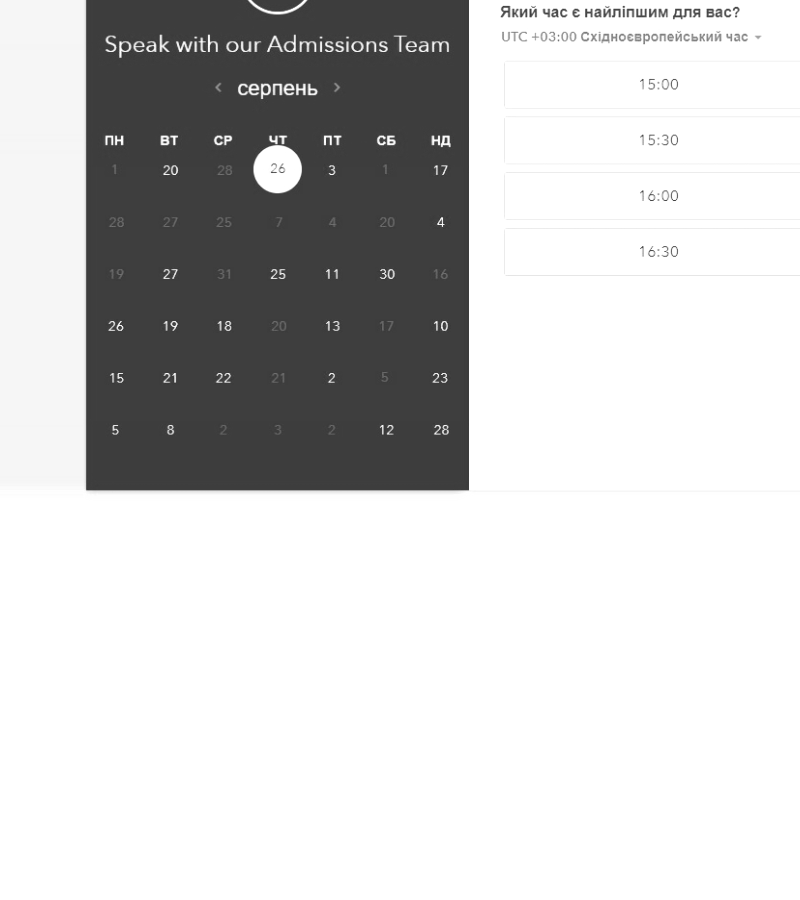 Speak with our Admissions Team
серпень
ПН ВТ СР ЧТ ПТ СБ НД
1 20 28 26 3 1 17
28 27 25 7 4 20 4
19 27 31 25 11 30 16
26 19 18 20 13 17 10
15 21 22 21 2 5 23
5 8 2 3 2 12 28
Який час є найліпшим для вас?
UTC +03:00 Східноєвропейський час
15:00
15:30
16:00
16:30